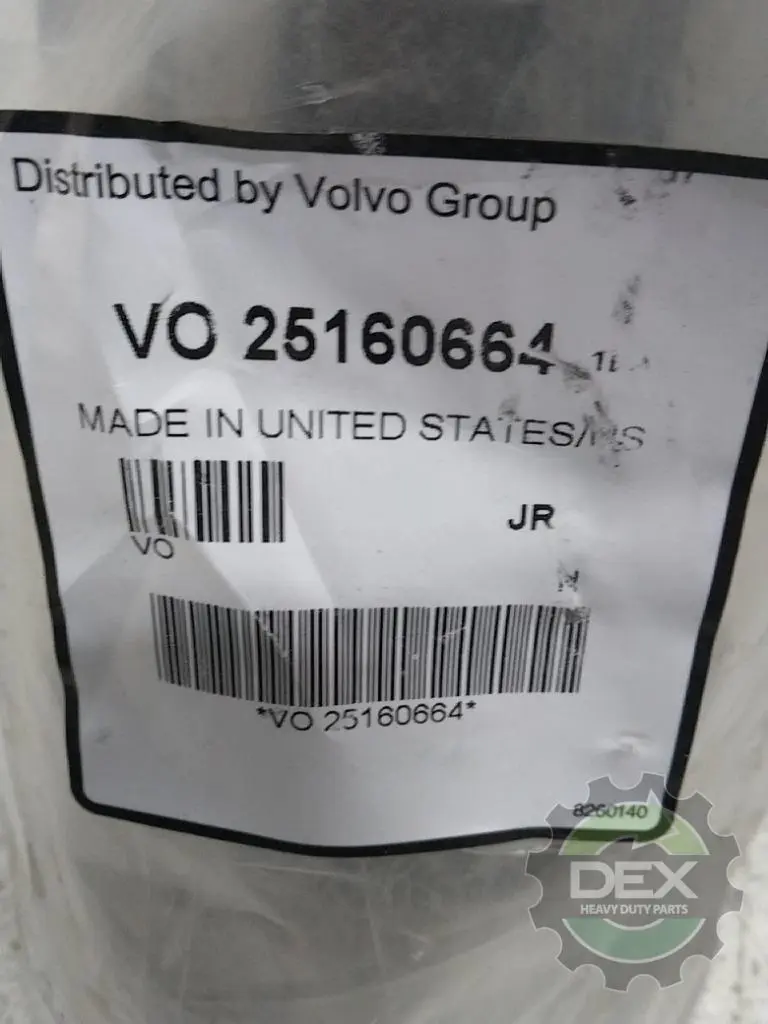 Distributed by Volvo Group
VO 25160664
MADE IN UNITED STATES/
VO
JR
*VO 25160664*
8260140
DEX
HEAVY DUTY PARTS